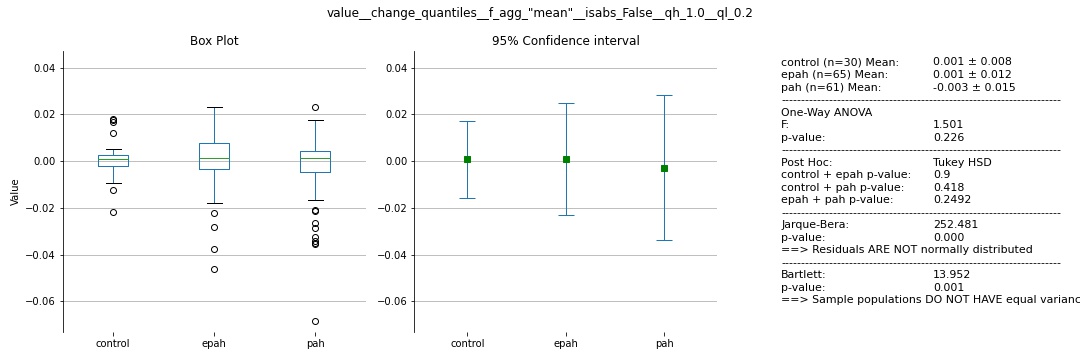 value__change_quantiles__f_agg_"mean"__isabs_False__qh_1.0__ql_0.2
Box Plot
0.04
0.02
0.00
−0.02
−0.04
−0.06
Value
control
epah
pah
95% Confidence interval
0.04
0.02
0.00
−0.02
−0.04
−0.06
control
epah
pah
control (n=30) Mean: 0.001 ± 0.008
epah (n=65) Mean: 0.001 ± 0.012
pah (n=61) Mean: -0.003 ± 0.015
One-Way ANOVA
F: 1.501
p-value: 0.226
Post Hoc: Tukey HSD
control + epah p-value: 0.9
control + pah p-value: 0.418
epah + pah p-value: 0.2492
Jarque-Bera: 252.481
p-value: 0.000
==> Residuals ARE NOT normally distributed
Bartlett: 13.952
p-value: 0.001
==> Sample populations DO NOT HAVE equal varianc